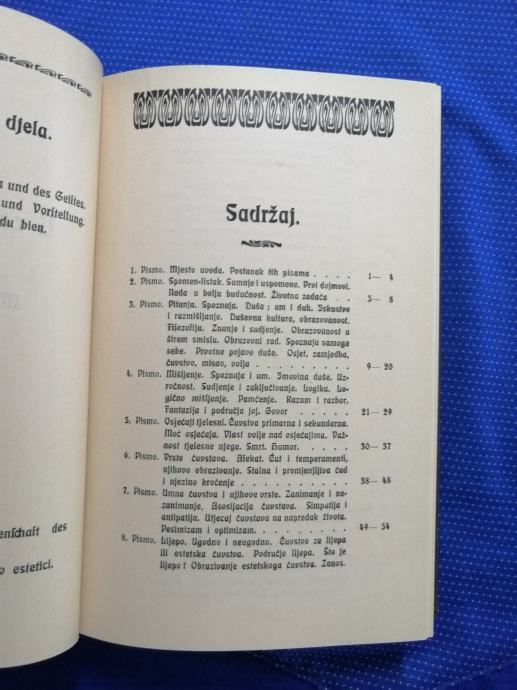 djela.
und des Geistes.
und Vorstellung.
du bien.
enschaft des
o estetici.
Sadržaj.
1. Pismo. Mjesto uvoda. Postanak tih pisama . . . . 1— 4
2. Pismo. Spomen-listak. Sumnje i uspomene. Prvi dojmovi.
Nada u bolju budućnost. Životna zadaća . . 5— 8
3. Pismo. Pitanja. Spoznaja. Duša ; um i duh. Iskustvo
i razmišljanje. Duševna kultura, obrazovanost.
Filozofija. Znanje i sudjenje. Obrazovanost u
širem smislu. Obrazovni rad. Spoznaja samoga
sebe. Prvotne pojave duše. Osjet, zamjedba,
čuvstvo, misao, volja . . . . . . . . 9—20
4. Pismo. Mišljenje. Spoznaja i um. Imovina duše. Uz-
ročnost. Sudjenje i zaključivanje. Logika. Lo-
gično mišljenje. Pamćenje. Razum i razbor.
Fantazija i područja joj. Govor . . . . . . 21—29
5. Pismo. Osjećaji tjelesni. Čuvstva primarna i sekundarna.
Moć osjećaja. Vlast volje nad osjećajima. Važ-
nost tjelesne njege. Smrt. Humor. . . . . 30—37
6. Pismo. Vrste čuvstava. Afekat. Ćut i temperamenti,
njihovo obrazivanje. Stalna i promjenljiva ćud
i njezino kroćenje . . . . . . . . . 38—48
7. Pismo. Umna čuvstva i njihove vrste. Zanimanje i ne-
zanimanje. Asosijacija čuvstava. Simpatija i
antipatija. Utjecaj čuvstava na napredak života.
Pesimizam i optimizam. . . . . . . . 49—54
8. Pismo. Lijepo. Ugodno i neugodno. Čuvstvo za lijepa
ili estetska čuvstva. Područje lijepa. Što je
lijepo ? Obrazivanje estetskoga čuvstva. Zanos.